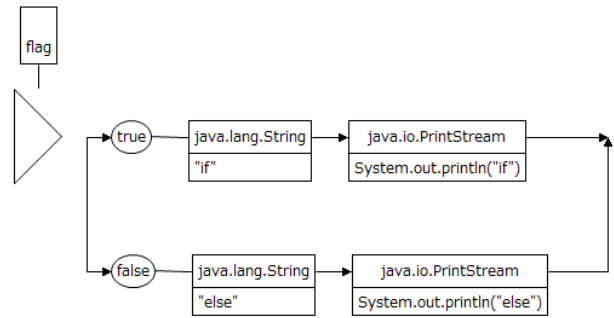 flag
true
java.lang.String
java.io.PrintStream
"if"
System.out.println("if")
false
java.lang.String
java.io.PrintStream
"else"
System.out.println("else")